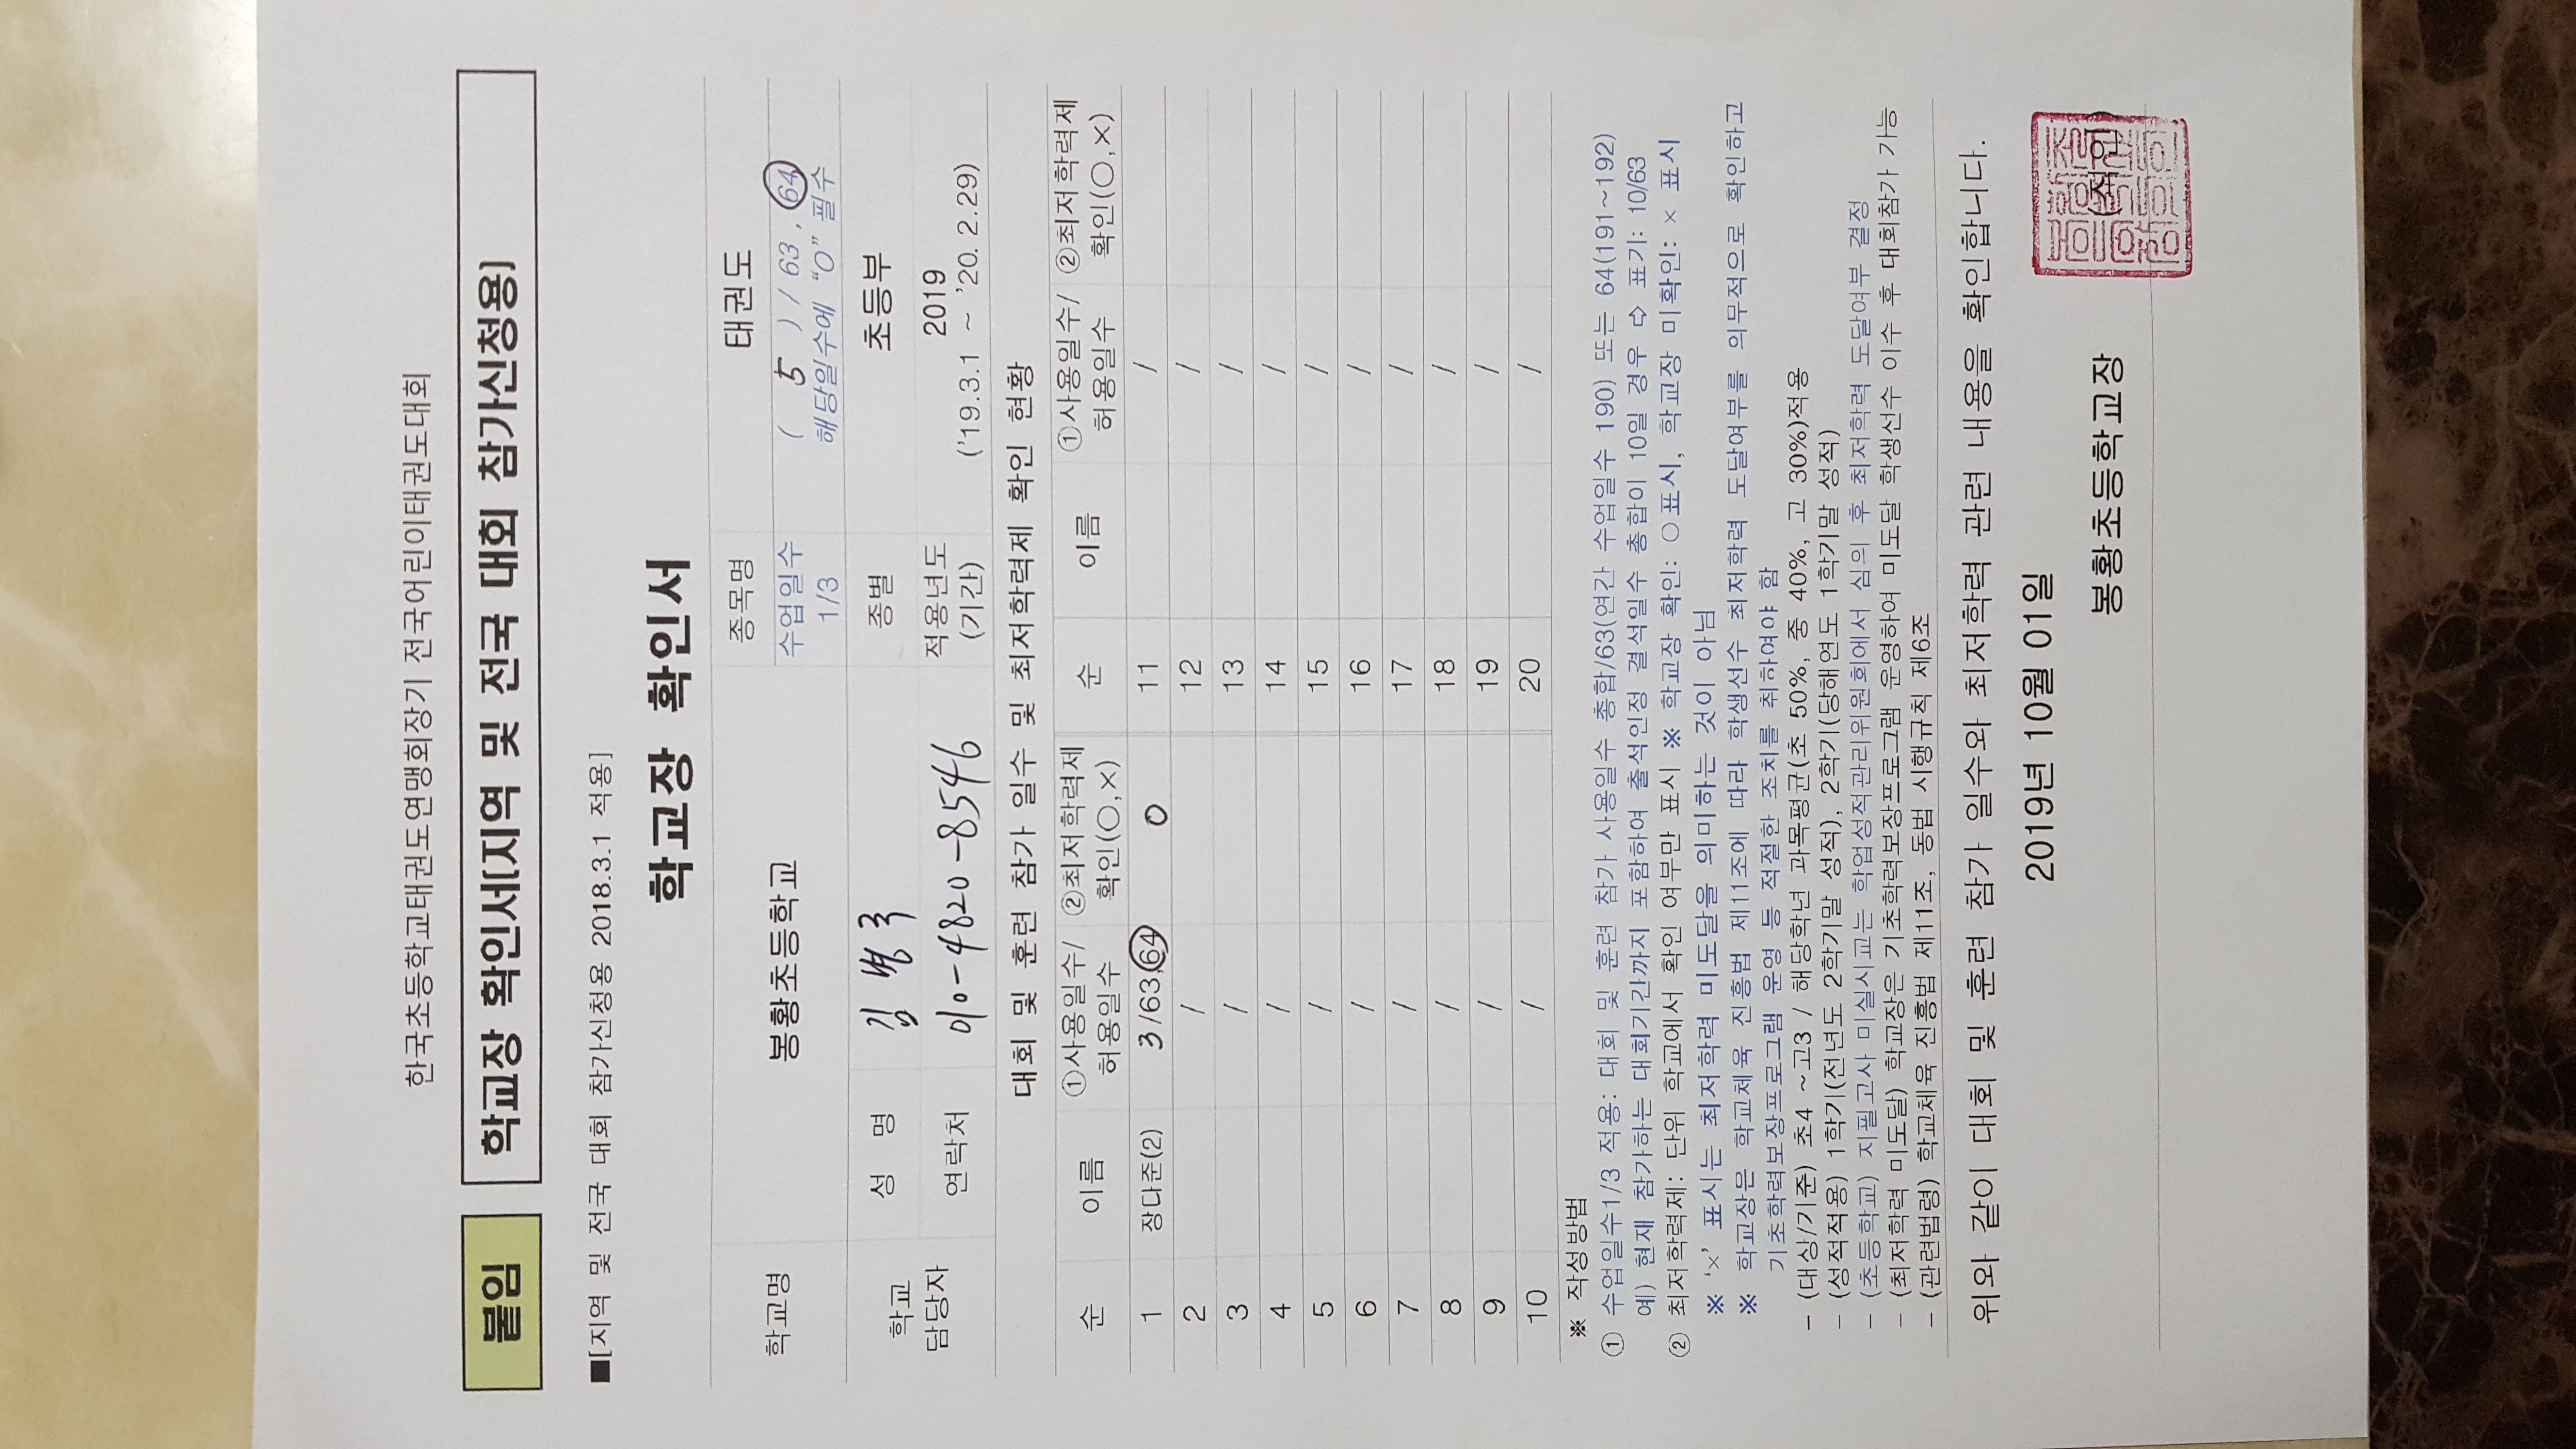 한국초등학교태권도연맹회장기 전국어린이태권도대회
붙임 학교장 확인서[지역 및 전국 대회 참가신청용]
■[지역 및 전국 대회 참가신청용 2018.3.1 적용]
학교장 확인서
학교명 봉황초등학교 종목명 태권도
수업일수 1/3 ( 5 ) / 63 , 64
해당일수에 "O" 필수
학교 담당자 성 명 김병국 종별 초등부
연락처 010-4820-8546 적용년도 (기간) 2019
('19.3.1 ~ '20.2.29)
대회 및 훈련 참가 일수 및 최저학력제 확인 현황
순 이름 ①사용일수/허용일수 ②최저학력제 확인(○,×) 순 이름 ①사용일수/허용일수 ②최저학력제 확인(○,×)
1 장다준(2) 3/63,64 O 11 /
2 / 12 /
3 / 13 /
4 / 14 /
5 / 15 /
6 / 16 /
7 / 17 /
8 / 18 /
9 / 19 /
10 / 20 /
※ 작성방법
① 수업일수1/3 적용: 대회 및 훈련 참가 사용일수 총합/63(연간 수업일수 190) 또는 64(191~192)
예) 현재 참가하는 대회기간까지 포함하여 출석인정 결석일수 총합이 10일 경우 ⇨ 표기: 10/63
② 최저학력제: 단위 학교에서 확인 여부만 표시 ※ 학교장 확인: ○표시, 학교장 미확인: × 표시
※ '×' 표시는 최저학력 미도달을 의미하는 것이 아님
※ 학교장은 학교체육 진흥법 제11조에 따라 학생선수 최저학력 도달여부를 의무적으로 확인하고
기초학력보장프로그램 운영 등 적절한 조치를 취하여야 함
- (대상/기준) 초4 ~고3 / 해당학년 과목평균(초 50%, 중 40%, 고 30%)적용
- (성적적용) 1학기(전년도 2학기말 성적), 2학기(당해연도 1학기말 성적)
- (초등학교) 지필고사 미실시교는 학업성적관리위원회에서 심의 후 최저학력 도달여부 결정
- (최저학력 미도달) 학교장은 기초학력보장프로그램 운영하여 미도달 학생선수 이수 후 대회참가 가능
- (관련법령) 학교체육 진흥법 제11조, 동법 시행규칙 제6조
위와 같이 대회 및 훈련 참가 일수와 최저학력 관련 내용을 확인합니다.
2019년 10월 01일
봉황초등학교장 (직인)